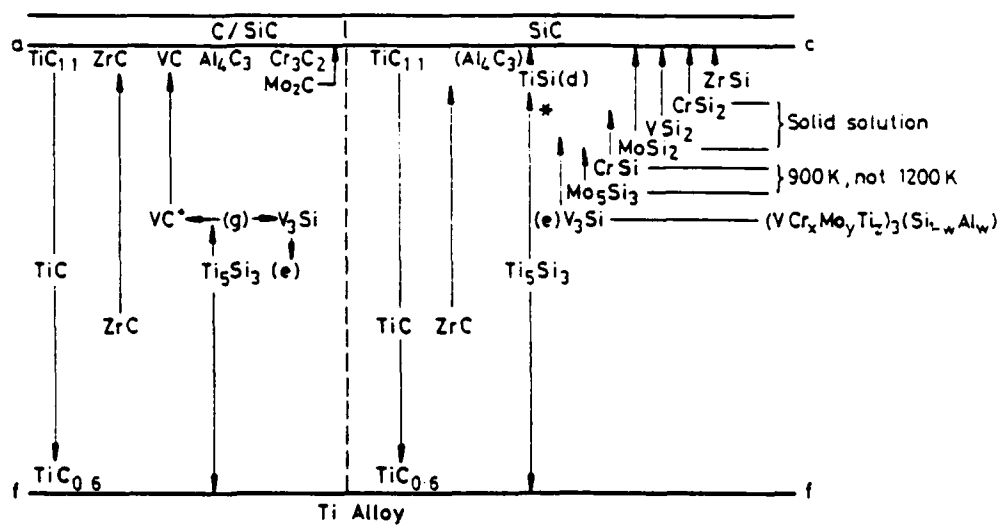 C/SiC SiC
a c
TiC1.1 ZrC VC Al4C3 Cr3C2 TiC1.1 (Al4C3)
Mo2C TiSi(d) ZrSi
* CrSi2
VSi2 Solid solution
MoSi2
CrSi
900K, not 1200K
Mo5Si3
VC* (g) V3Si (e)V3Si (VCrxMoyTiz)3(Si1-wAlw)
TiC Ti5Si3 (e) Ti5Si3
ZrC TiC ZrC
TiC0.6 TiC0.6
f f
Ti Alloy